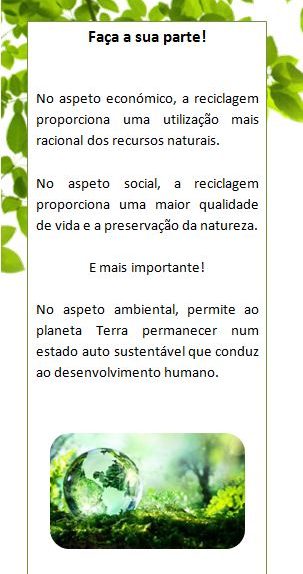 Faça a sua parte!
No aspeto económico, a reciclagem
proporciona uma utilização mais
racional dos recursos naturais.
No aspeto social, a reciclagem
proporciona uma maior qualidade
de vida e a preservação da natureza.
E mais importante!
No aspeto ambiental, permite ao
planeta Terra permanecer num
estado auto sustentável que conduz
ao desenvolvimento humano.